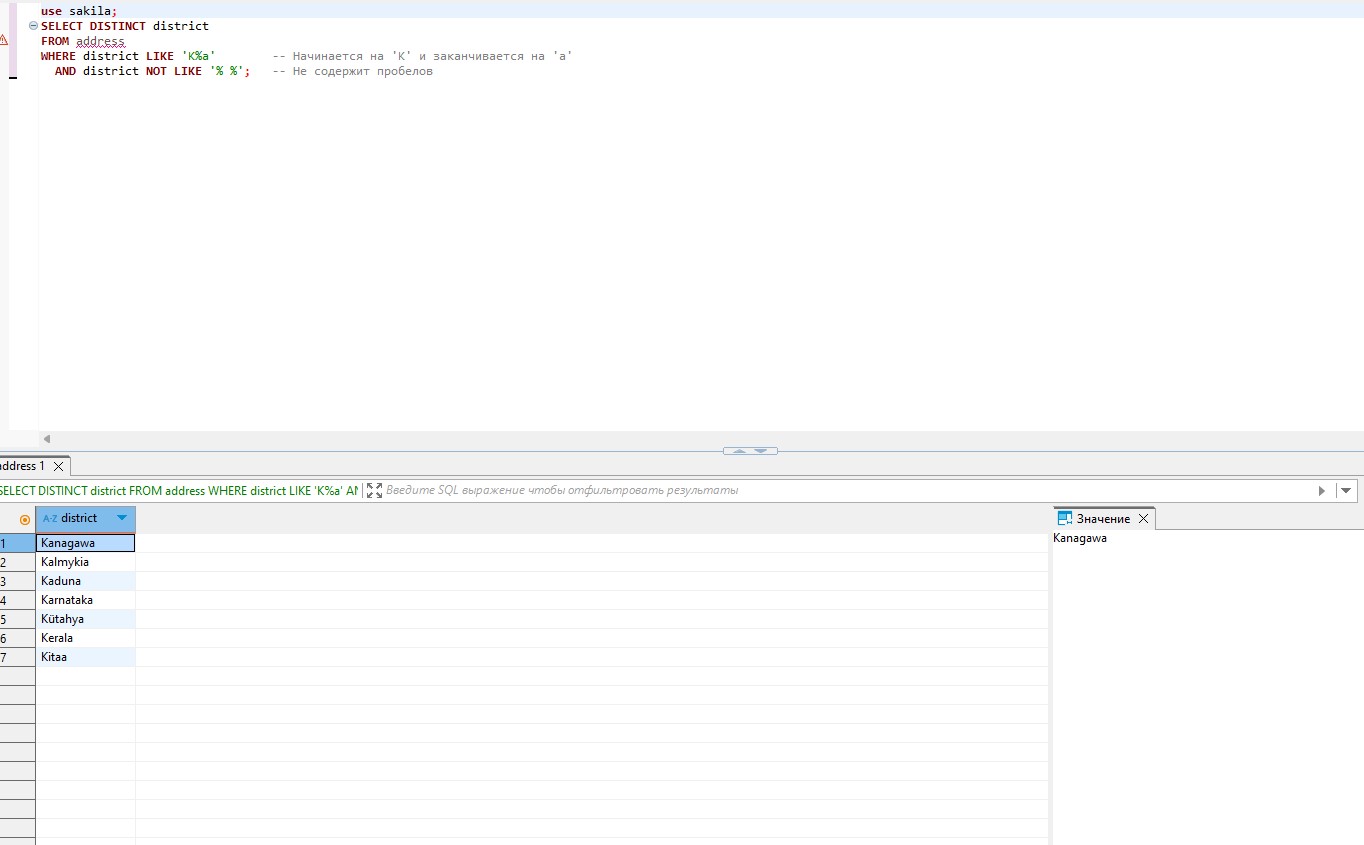 use sakila;
SELECT DISTINCT district
FROM address
WHERE district LIKE 'K%a' -- Начинается на 'K' и заканчивается на 'a'
AND district NOT LIKE '% %'; -- Не содержит пробелов
address 1
SELECT DISTINCT district FROM address WHERE district LIKE 'K%a' AN Введите SQL выражение чтобы отфильтровать результаты
A-Z district
Значение
1 Kanagawa
Kanagawa
2 Kalmykia
3 Kaduna
4 Karnataka
5 Kütahya
6 Kerala
7 Kitaa